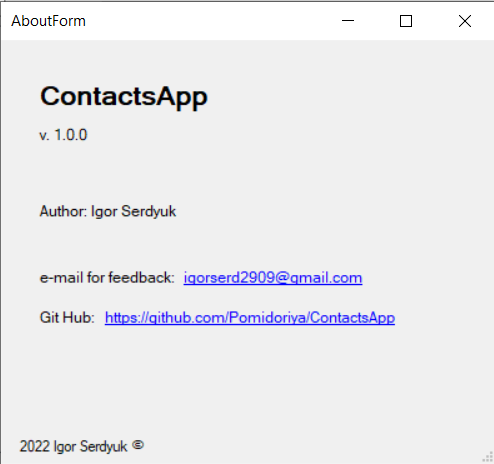 AboutForm
ContactsApp
v. 1.0.0
Author: Igor Serdyuk
e-mail for feedback: igorserd2909@gmail.com
Git Hub: https://github.com/Pomidoriya/ContactsApp
2022 Igor Serdyuk ©